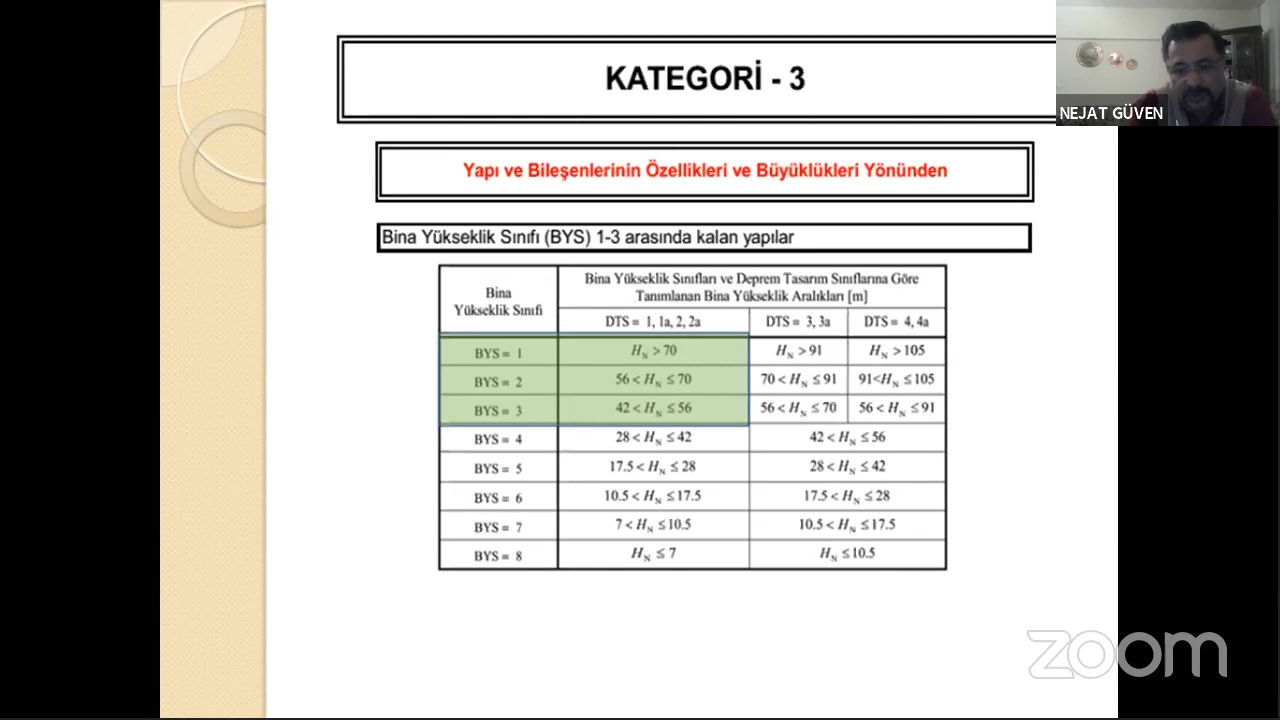 KATEGORİ - 3
NEJAT GÜVEN
Yapı ve Bileşenlerinin Özellikleri ve Büyüklükleri Yönünden
Bina Yükseklik Sınıfı (BYS) 1-3 arasında kalan yapılar
Bina
Yükseklik Sınıfı
Bina Yükseklik Sınıfları ve Deprem Tasarım Sınıflarına Göre
Tanımlanan Bina Yükseklik Aralıkları [m]
DTS = 1, 1a, 2, 2a DTS = 3, 3a DTS = 4, 4a
BYS = 1 H_N > 70 H_N > 91 H_N > 105
BYS = 2 56 < H_N ≤ 70 70 < H_N ≤ 91 91 < H_N ≤ 105
BYS = 3 42 < H_N ≤ 56 56 < H_N ≤ 70 56 < H_N ≤ 91
BYS = 4 28 < H_N ≤ 42 42 < H_N ≤ 56
BYS = 5 17.5 < H_N ≤ 28 28 < H_N ≤ 42
BYS = 6 10.5 < H_N ≤ 17.5 17.5 < H_N ≤ 28
BYS = 7 7 < H_N ≤ 10.5 10.5 < H_N ≤ 17.5
BYS = 8 H_N ≤ 7 H_N ≤ 10.5
zoom